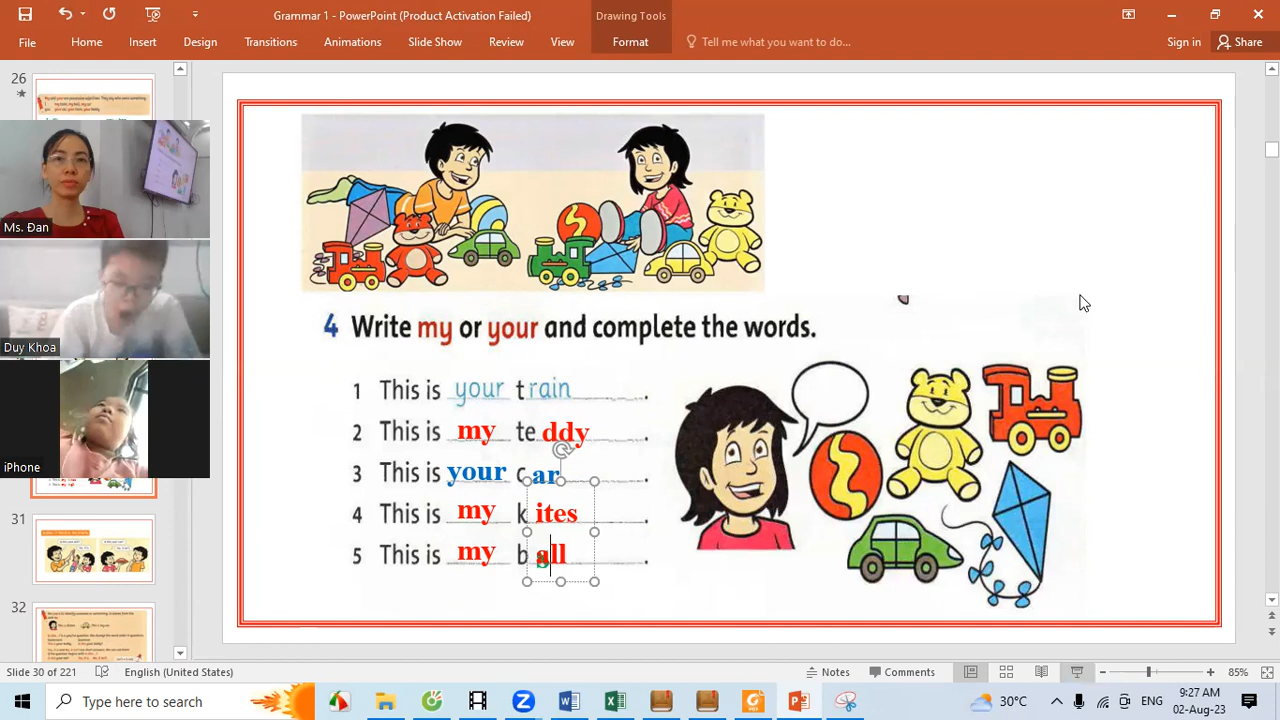 Grammar 1 - PowerPoint (Product Activation Failed)
Drawing Tools
File Home Insert Design Transitions Animations Slide Show Review View Format Tell me what you want to do... Sign in Share
26
Ms. Đan
Duy Khoa
iPhone
31
32
4 Write my or your and complete the words.
1 This is your train.
2 This is my teddy.
3 This is your car.
4 This is my kites.
5 This is my ball.
Slide 30 of 221 English (United States) Notes Comments 85%
Type here to search 30°C ENG 9:27 AM
02-Aug-23